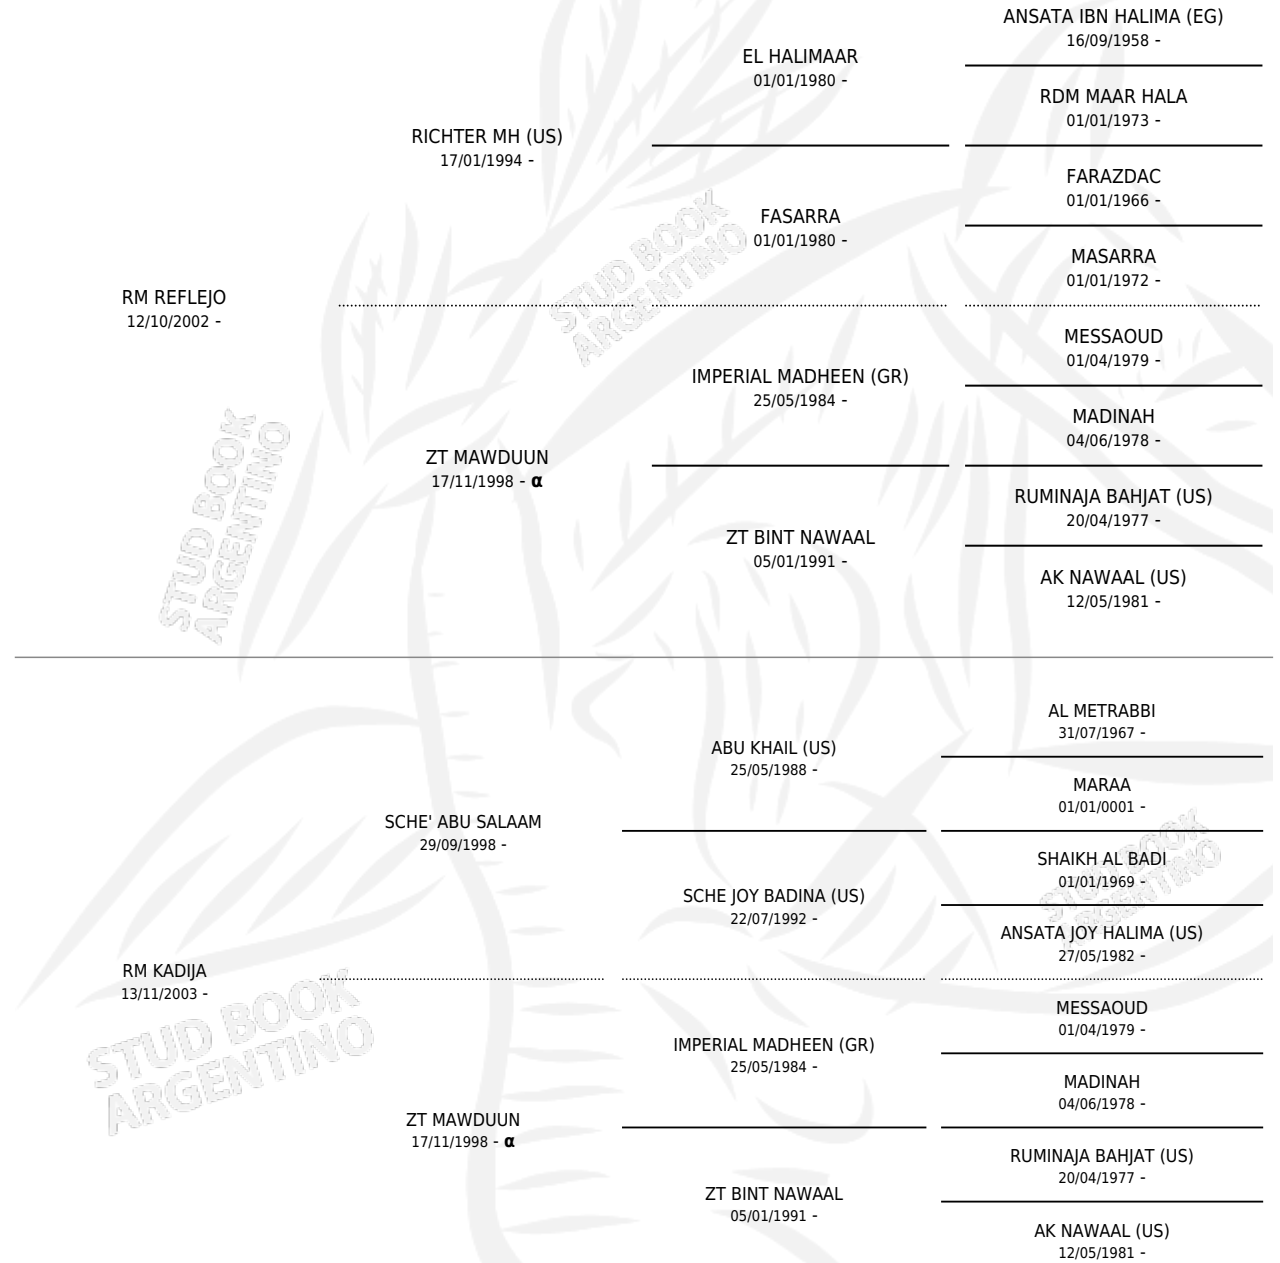 ANSATA IBN HALIMA (EG)
16/09/1958 -
EL HALIMAAR
01/01/1980 -
RDM MAAR HALA
01/01/1973 -
RICHTER MH (US)
17/01/1994 -
FARAZDAC
01/01/1966 -
FASARRA
01/01/1980 -
MASARRA
01/01/1972 -
RM REFLEJO
12/10/2002 -
MESSAOUD
01/04/1979 -
IMPERIAL MADHEEN (GR)
25/05/1984 -
MADINAH
04/06/1978 -
ZT MAWDUUN
17/11/1998 - α
RUMINAJA BAHJAT (US)
20/04/1977 -
ZT BINT NAWAAL
05/01/1991 -
AK NAWAAL (US)
12/05/1981 -
STUD BOOK
ARGENTINO
STUD BOOK
ARGENTINO
AL METRABBI
31/07/1967 -
ABU KHAIL (US)
25/05/1988 -
MARAA
01/01/0001 -
SCHE' ABU SALAAM
29/09/1998 -
SHAIKH AL BADI
01/01/1969 -
SCHE JOY BADINA (US)
22/07/1992 -
ANSATA JOY HALIMA (US)
27/05/1982 -
RM KADIJA
13/11/2003 -
MESSAOUD
01/04/1979 -
IMPERIAL MADHEEN (GR)
25/05/1984 -
MADINAH
04/06/1978 -
ZT MAWDUUN
17/11/1998 - α
RUMINAJA BAHJAT (US)
20/04/1977 -
ZT BINT NAWAAL
05/01/1991 -
AK NAWAAL (US)
12/05/1981 -
STUD BOOK
ARGENTINO
STUD BOOK
ARGENTINO